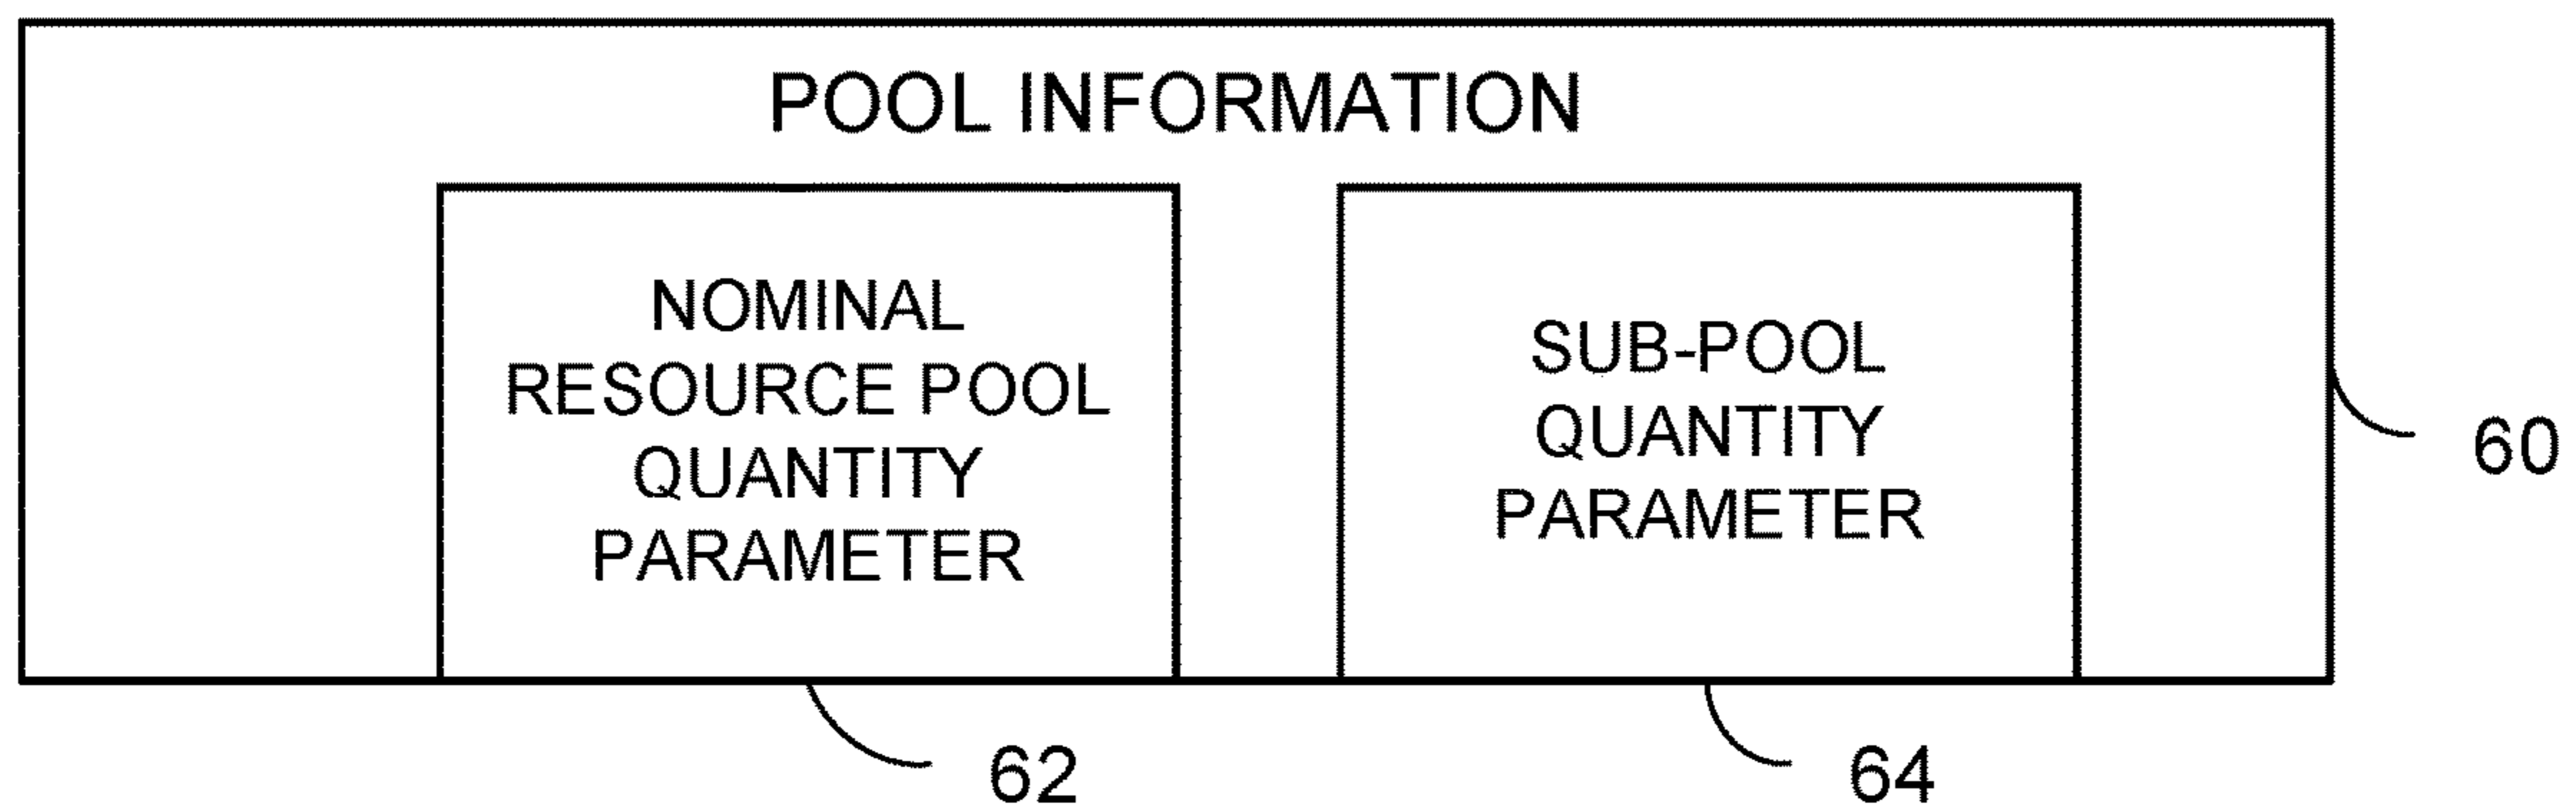 POOL INFORMATION
NOMINAL
RESOURCE POOL
QUANTITY
PARAMETER
SUB-POOL
QUANTITY
PARAMETER
60
62
64